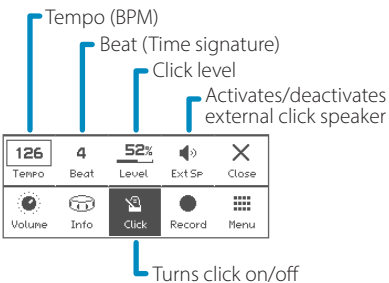 Tempo (BPM)
Beat (Time signature)
Click level
Activates/deactivates
external click speaker
126 4 52% X
Tempo Beat Level Ext SP Close
Volume Info Click Record Menu
Turns click on/off